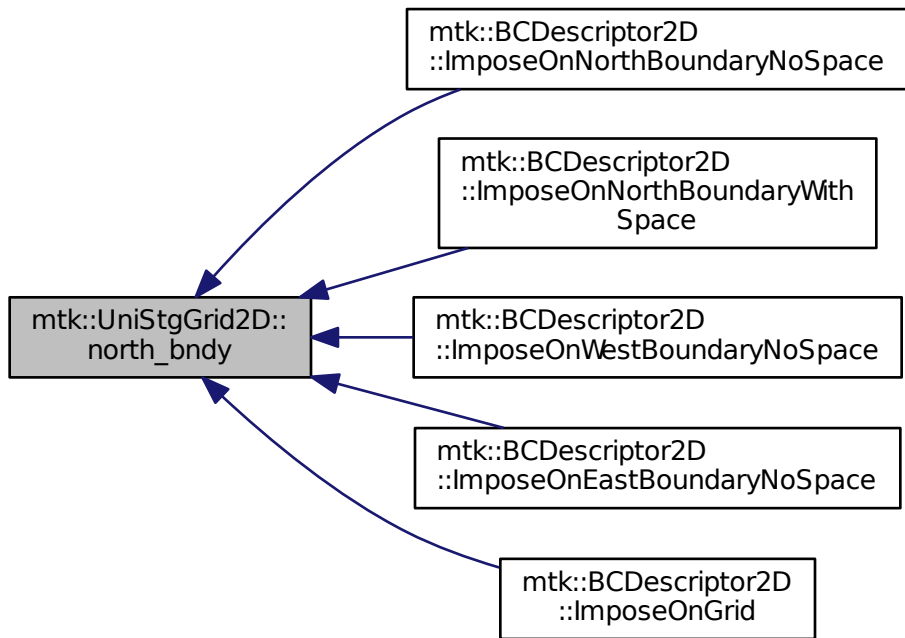 mtk::BCDescriptor2D
::ImposeOnNorthBoundaryNoSpace
mtk::BCDescriptor2D
::ImposeOnNorthBoundaryWith
Space
mtk::UniStgGrid2D::
north_bndy
mtk::BCDescriptor2D
::ImposeOnWestBoundaryNoSpace
mtk::BCDescriptor2D
::ImposeOnEastBoundaryNoSpace
mtk::BCDescriptor2D
::ImposeOnGrid